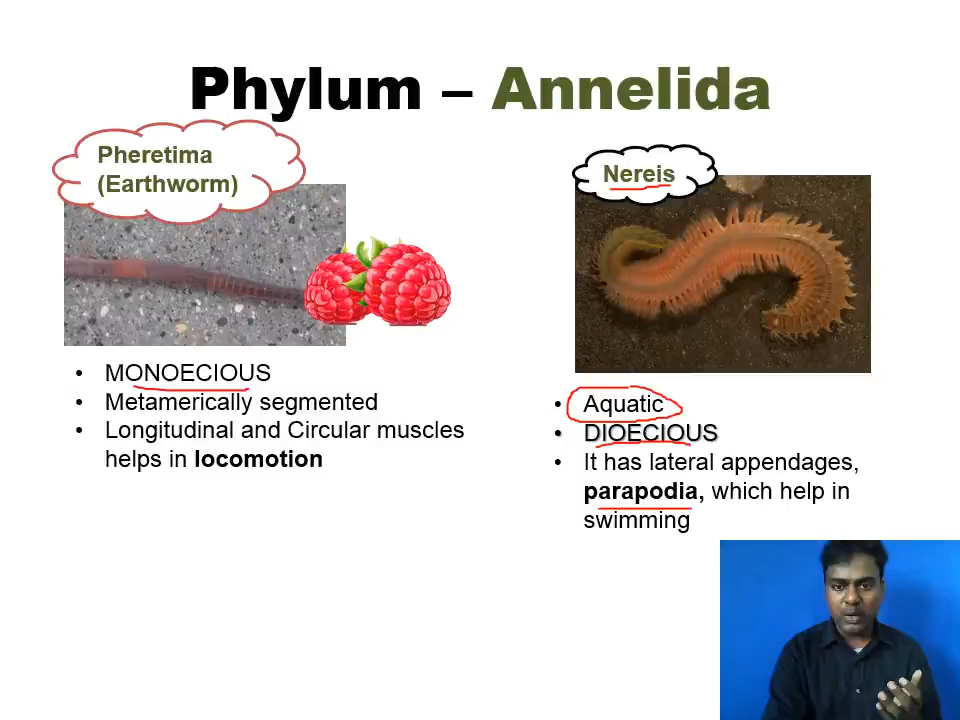 Phylum – Annelida
Pheretima
(Earthworm)
• MONOECIOUS
• Metamerically segmented
• Longitudinal and Circular muscles
helps in locomotion
Nereis
• Aquatic
• DIOECIOUS
• It has lateral appendages,
parapodia, which help in
swimming